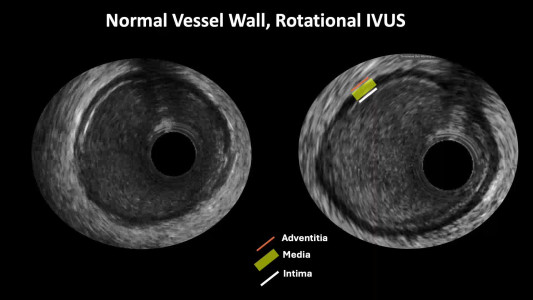 Normal Vessel Wall, Rotational IVUS
Adventitia
Media
Intima